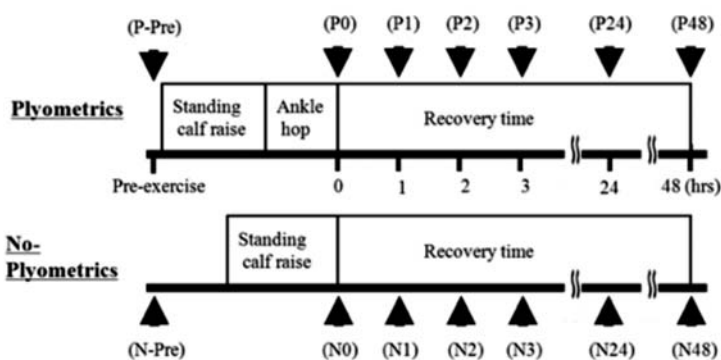 (P-Pre) (P0) (P1) (P2) (P3) (P24) (P48)
Plyometrics
Standing
calf raise
Ankle
hop
Recovery time
Pre-exercise 0 1 2 3 24 48 (hrs)
No-
Plyometrics
Standing
calf raise
Recovery time
(N-Pre) (N0) (N1) (N2) (N3) (N24) (N48)